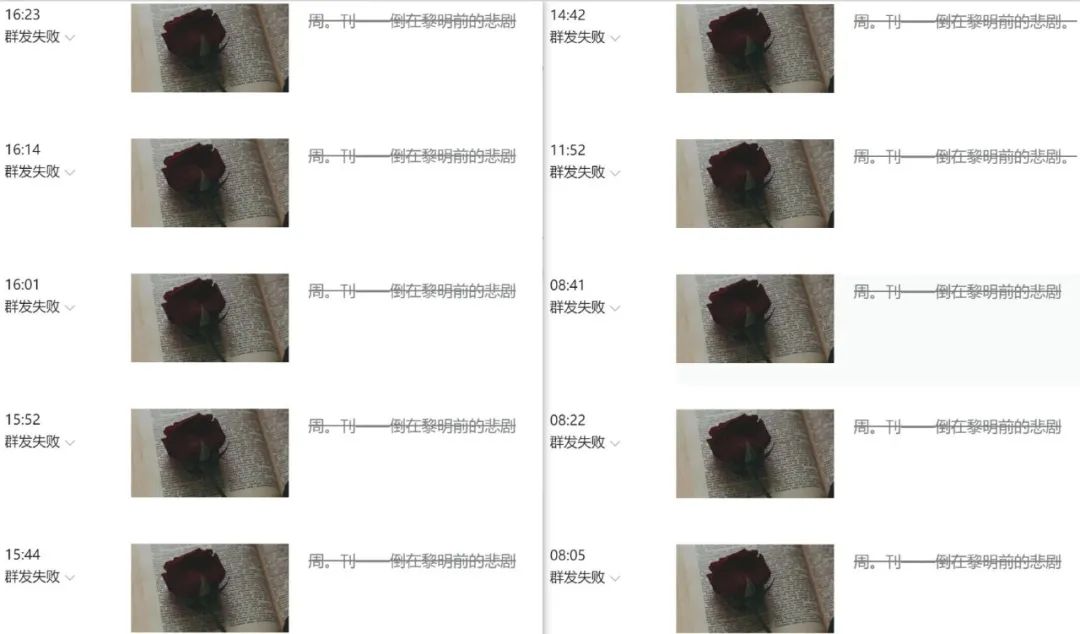 16:23
群发失败
周。刊——倒在黎明前的悲剧
16:14
群发失败
周。刊——倒在黎明前的悲剧
16:01
群发失败
周。刊——倒在黎明前的悲剧
15:52
群发失败
周。刊——倒在黎明前的悲剧
15:44
群发失败
周。刊——倒在黎明前的悲剧
14:42
群发失败
周。刊——倒在黎明前的悲剧。
11:52
群发失败
周。刊——倒在黎明前的悲剧。
08:41
群发失败
周。刊——倒在黎明前的悲剧
08:22
群发失败
周。刊——倒在黎明前的悲剧
08:05
群发失败
周。刊——倒在黎明前的悲剧